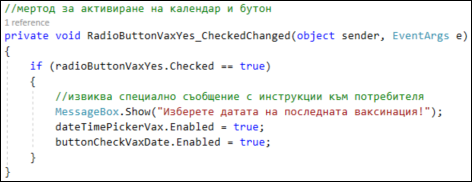 //мертод за активиране на календар и бутон
1 reference
private void RadioButtonVaxYes_CheckedChanged(object sender, EventArgs e)
{
if (radioButtonVaxYes.Checked == true)
{
//извиква специално съобщение с инструкции към потребителя
MessageBox.Show("Изберете датата на последната ваксинация!");
dateTimePickerVax.Enabled = true;
buttonCheckVaxDate.Enabled = true;
}
}